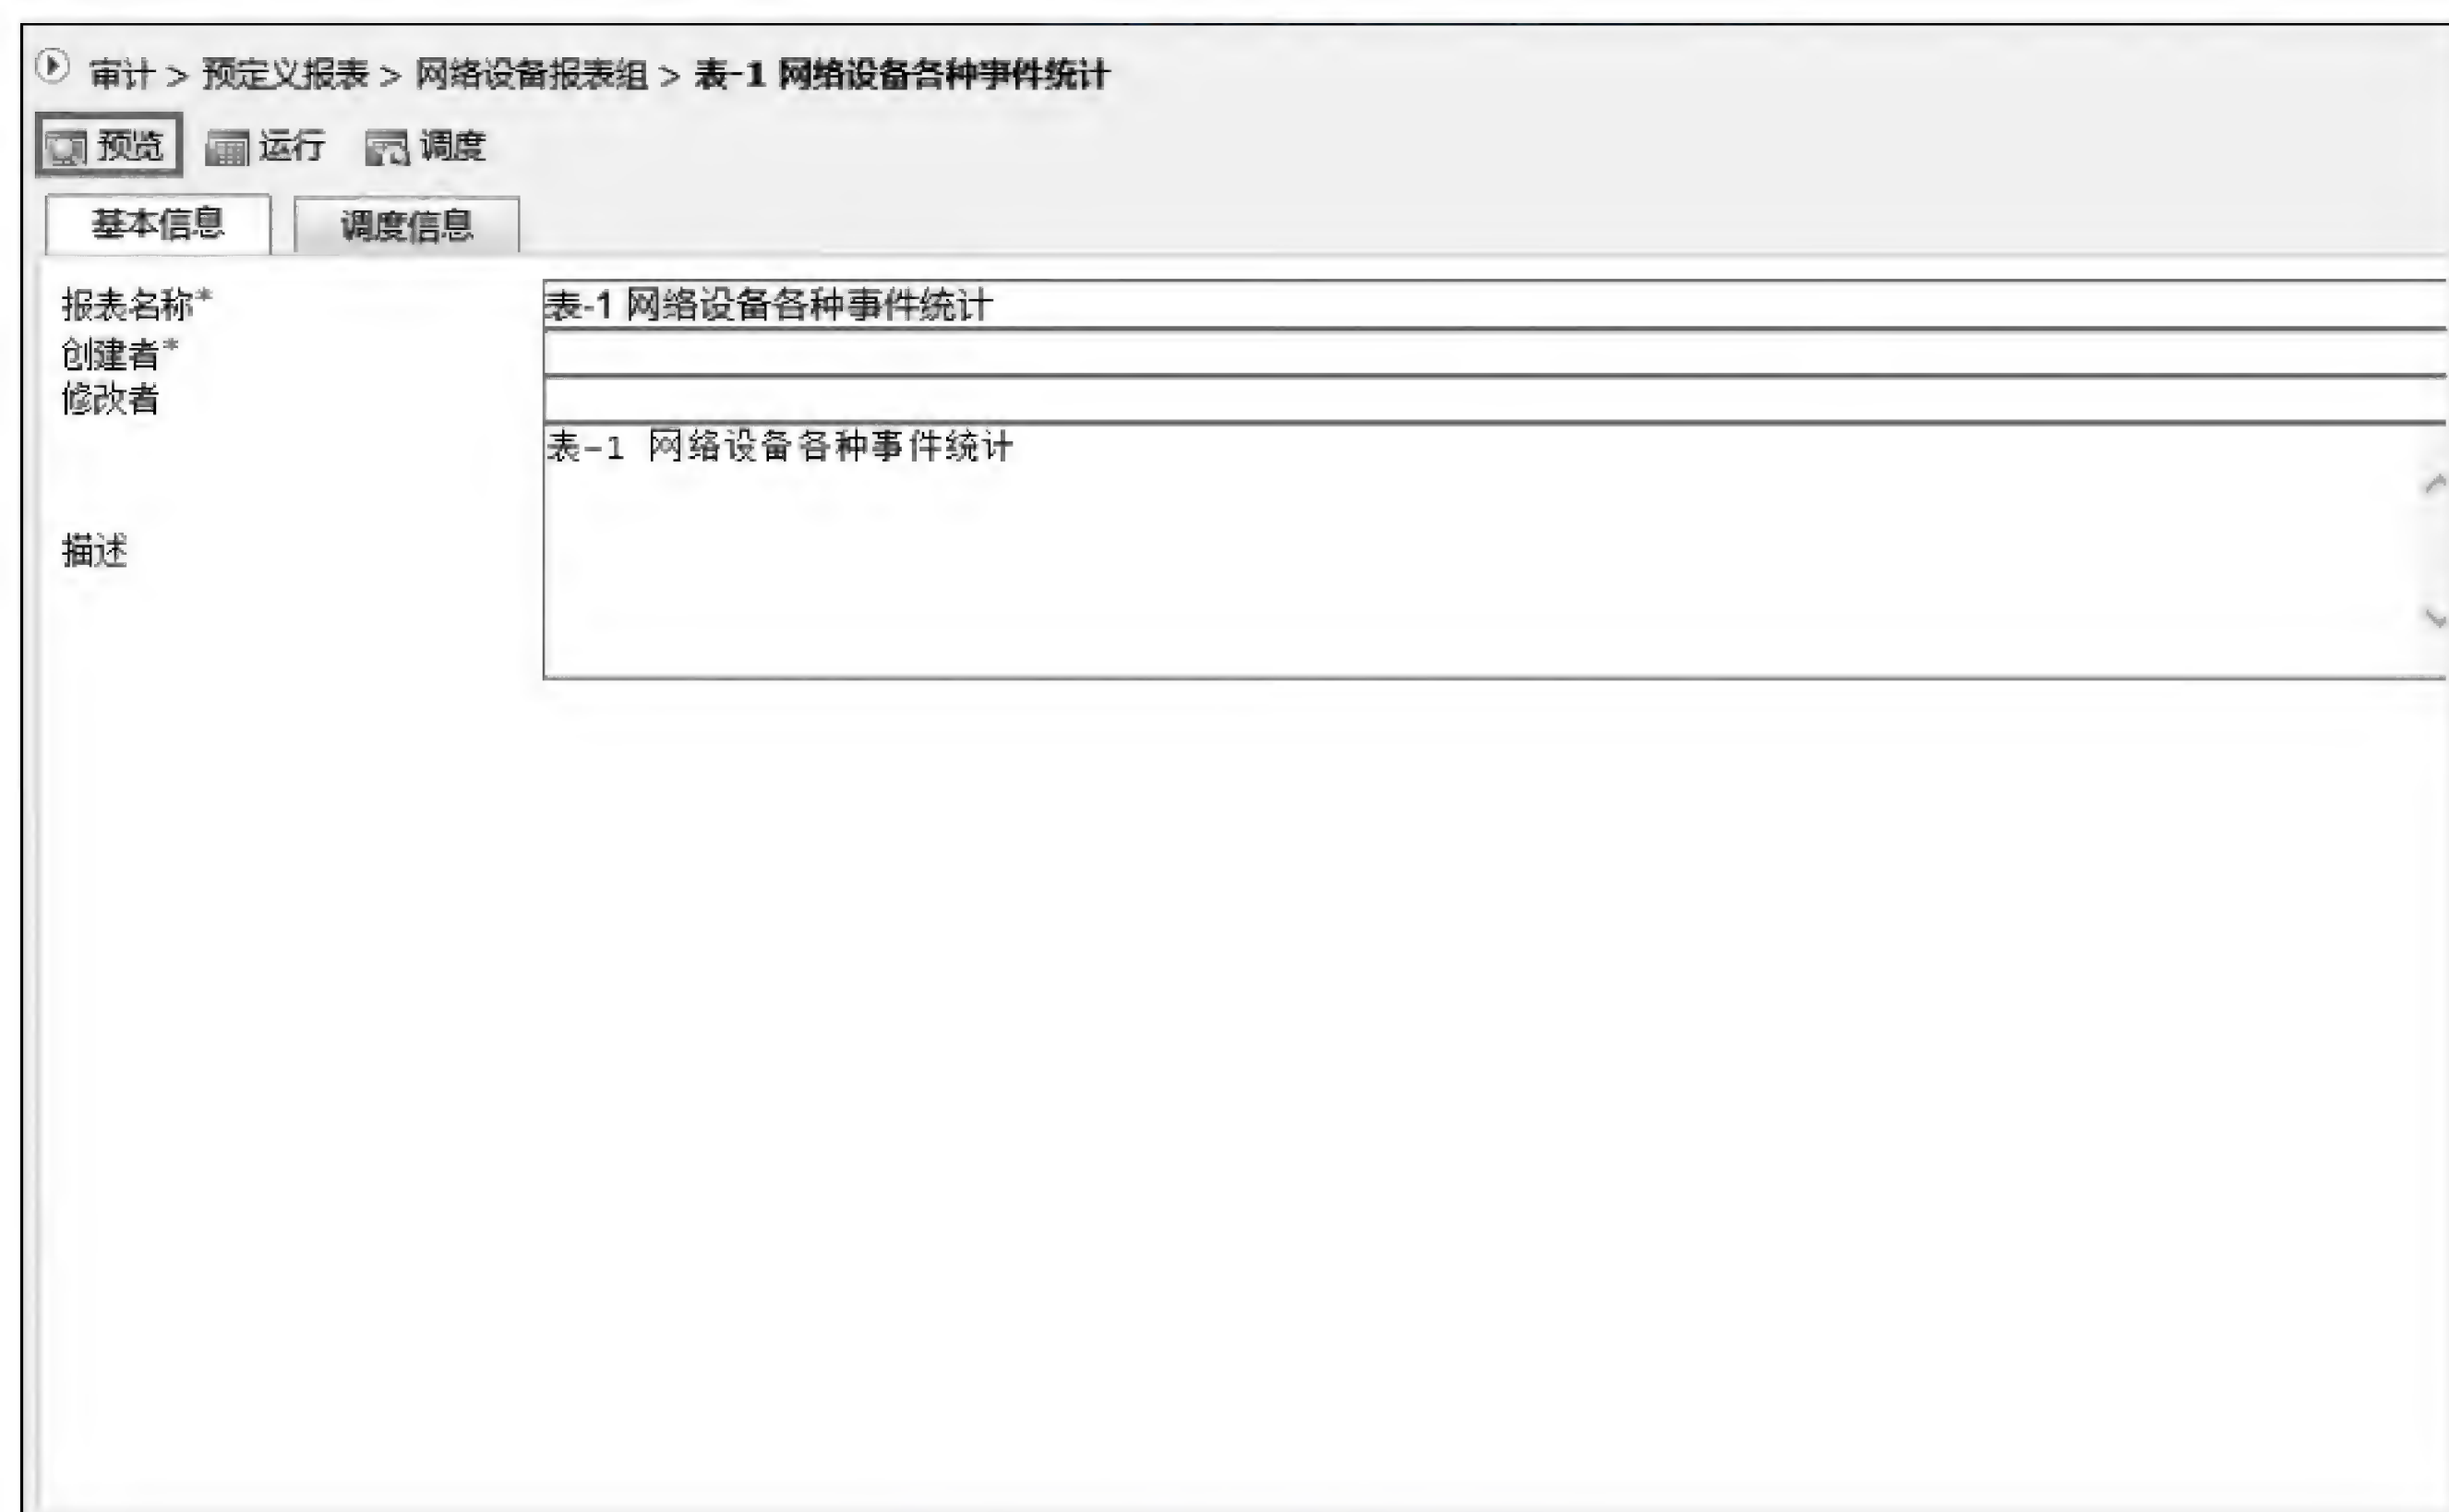 审计 > 预定义报表 > 网络设备报表组 > 表-1 网络设备各种事件统计
预览 运行 调度
基本信息 调度信息
报表名称* 表-1 网络设备各种事件统计
创建者*
修改者
表-1 网络设备各种事件统计
描述